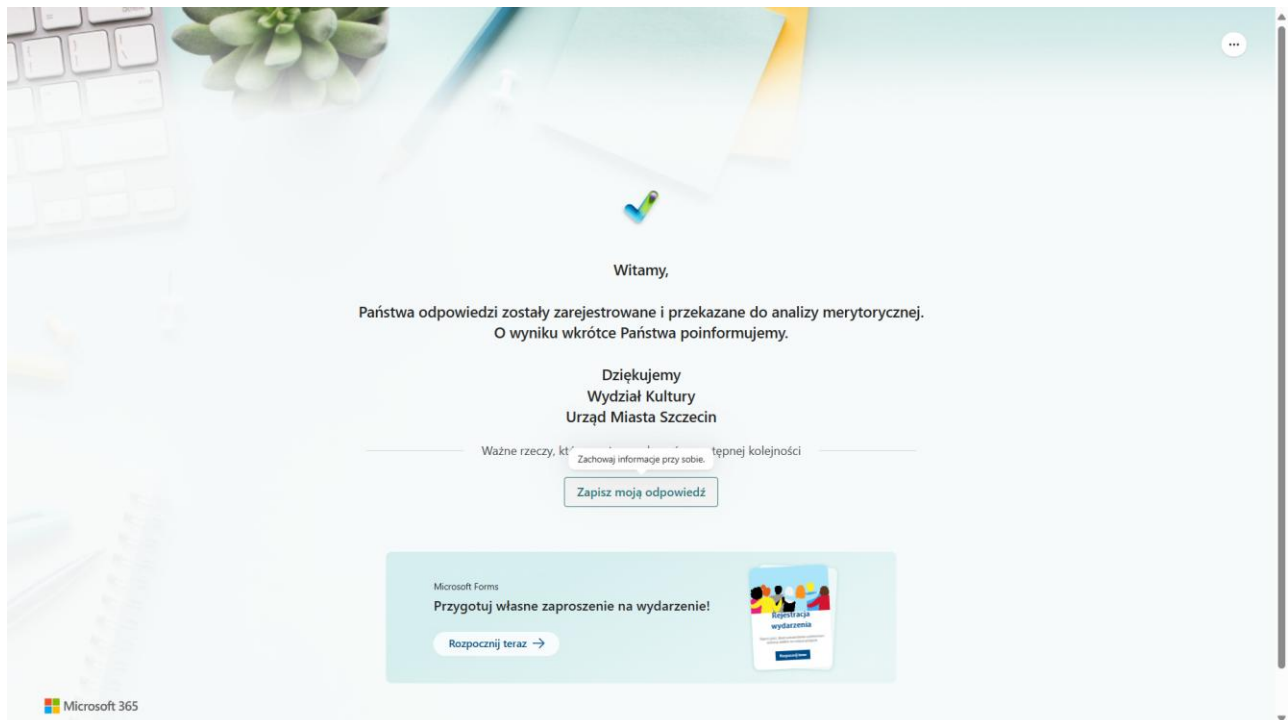 Witamy,
Państwa odpowiedzi zostały zarejestrowane i przekazane do analizy merytorycznej.
O wyniku wkrótce Państwa poinformujemy.
Dziękujemy
Wydział Kultury
Urząd Miasta Szczecin
Ważne rzeczy, kolejności
Zachowaj informacje przy sobie.
Zapisz moją odpowiedź
Microsoft Forms
Przygotuj własne zaproszenie na wydarzenie!
Rozpocznij teraz →
Rejestracja
wydarzenia
Rozpocznij teraz
Microsoft 365